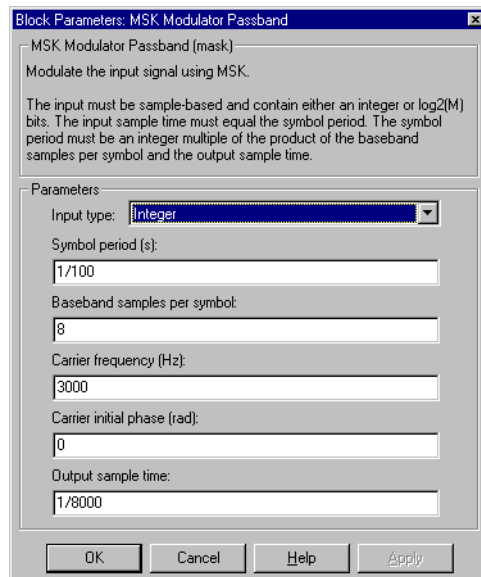 Block Parameters: MSK Modulator Passband
MSK Modulator Passband (mask)
Modulate the input signal using MSK.
The input must be sample-based and contain either an integer or log2(M)
bits. The input sample time must equal the symbol period. The symbol
period must be an integer multiple of the product of the baseband
samples per symbol and the output sample time.
Parameters
Input type: Integer
Symbol period (s):
1/100
Baseband samples per symbol:
8
Carrier frequency (Hz):
3000
Carrier initial phase (rad):
0
Output sample time:
1/8000
OK Cancel Help Apply